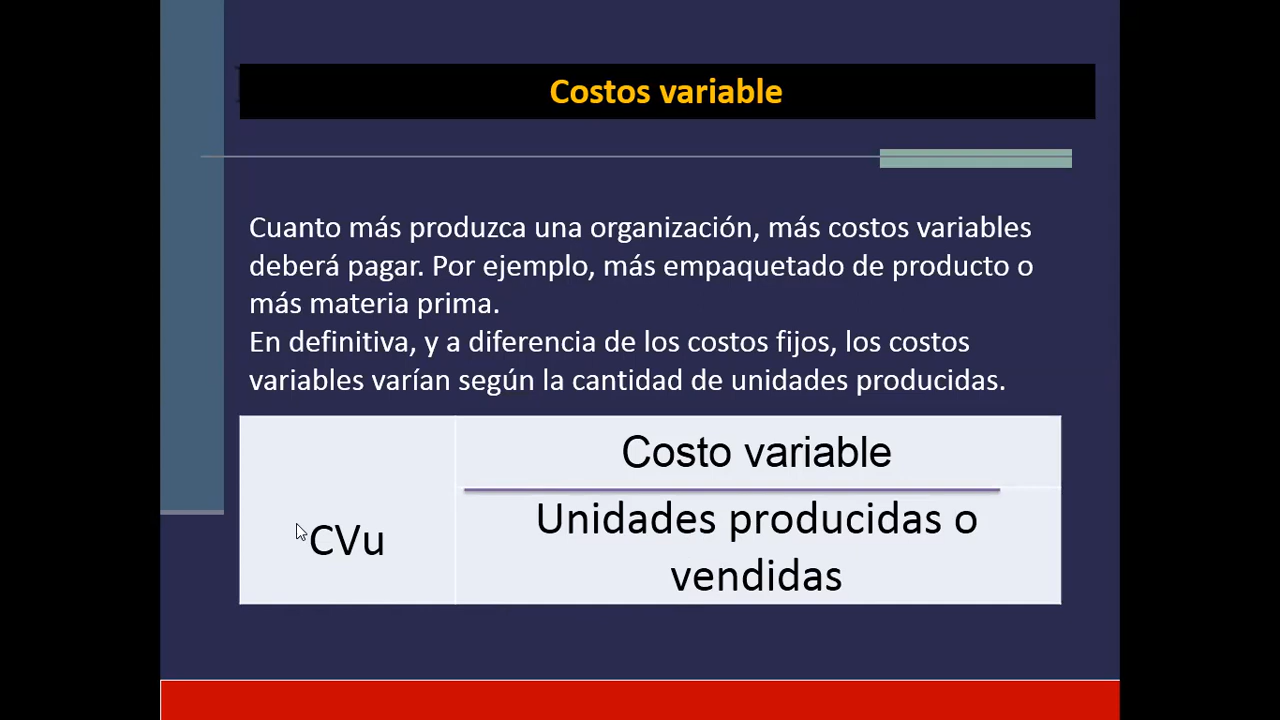 Costos variable
Cuanto más produzca una organización, más costos variables
deberá pagar. Por ejemplo, más empaquetado de producto o
más materia prima.
En definitiva, y a diferencia de los costos fijos, los costos
variables varían según la cantidad de unidades producidas.
Costo variable
CVu
Unidades producidas o
vendidas